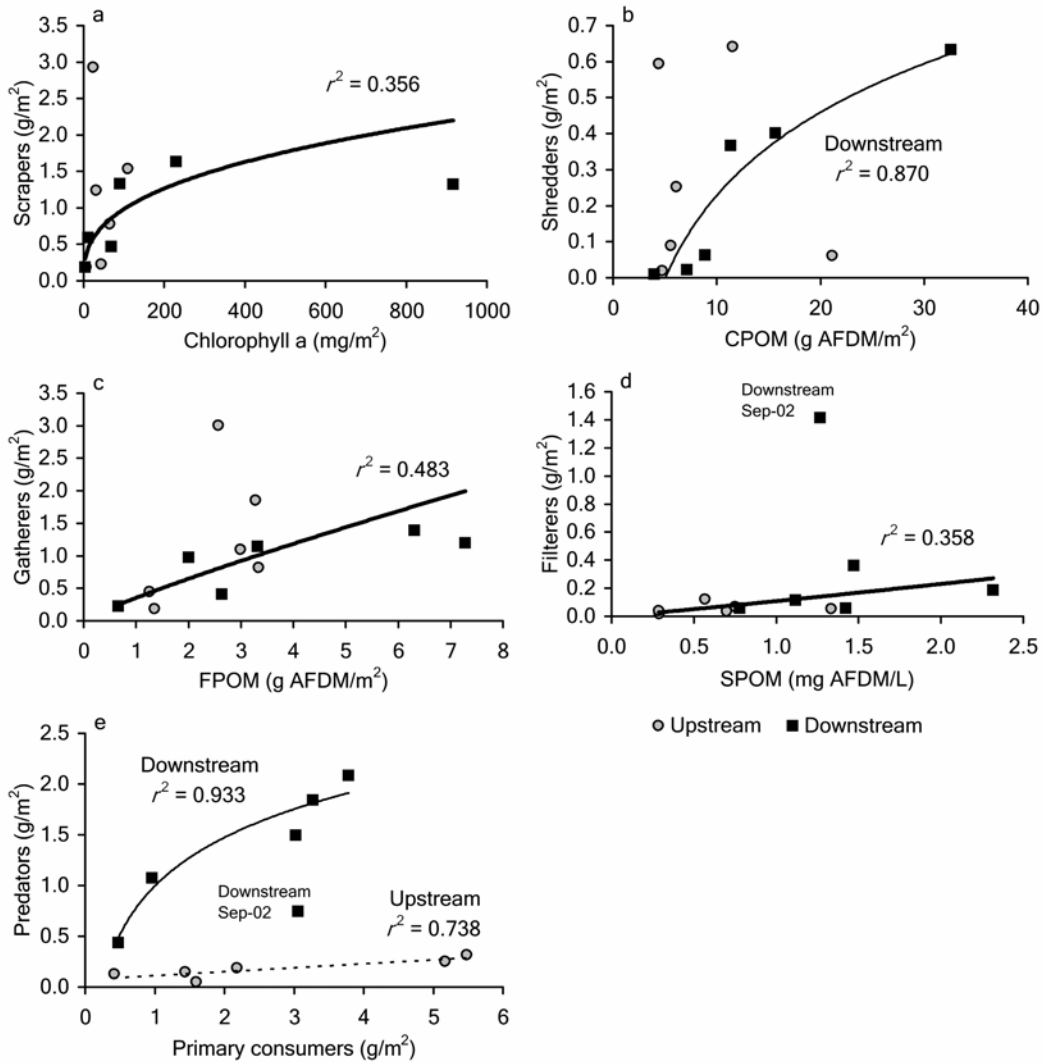 a
3.5
3.0
2.5
2.0
1.5
1.0
0.5
0.0
Scrapers (g/m²)
r² = 0.356
0 200 400 600 800 1000
Chlorophyll a (mg/m²)
b
0.7
0.6
0.5
0.4
0.3
0.2
0.1
0.0
Shredders (g/m²)
Downstream
r² = 0.870
0 10 20 30 40
CPOM (g AFDM/m²)
c
3.5
3.0
2.5
2.0
1.5
1.0
0.5
0.0
Gatherers (g/m²)
r² = 0.483
0 1 2 3 4 5 6 7 8
FPOM (g AFDM/m²)
d
1.6
1.4
1.2
1.0
0.8
0.6
0.4
0.2
0.0
Filterers (g/m²)
Downstream
Sep-02
r² = 0.358
0.0 0.5 1.0 1.5 2.0 2.5
SPOM (mg AFDM/L)
Upstream Downstream
e
2.5
2.0
1.5
1.0
0.5
0.0
Predators (g/m²)
Downstream
r² = 0.933
Downstream
Sep-02
Upstream
r² = 0.738
0 1 2 3 4 5 6
Primary consumers (g/m²)